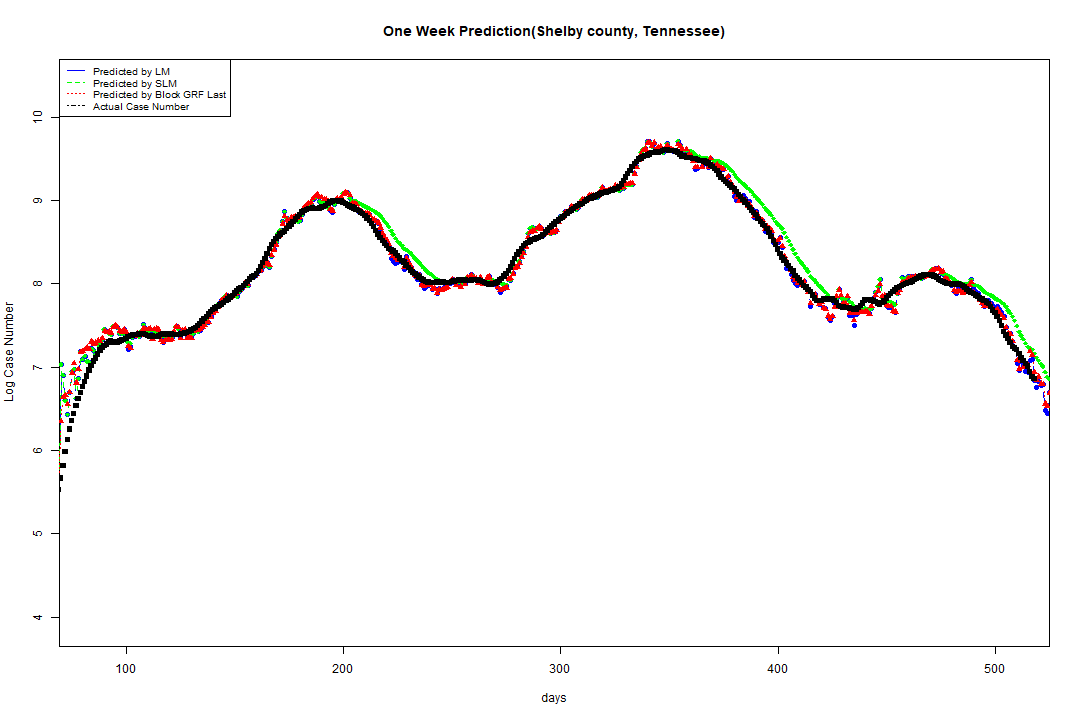 One Week Prediction(Shelby county, Tennessee)
Predicted by LM
Predicted by SLM
Predicted by Block GRF Last
Actual Case Number
Log Case Number
10
9
8
7
6
5
4
100 200 300 400 500
days